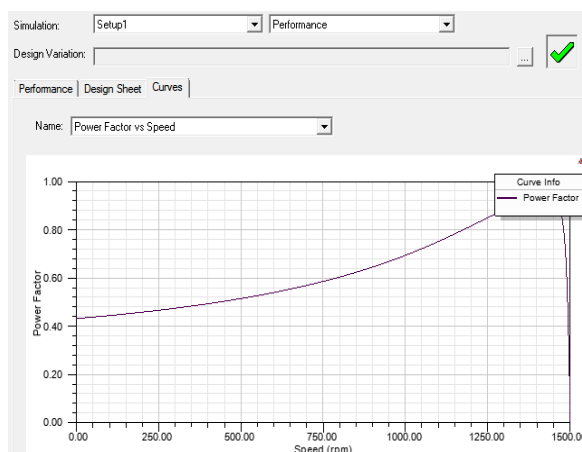 Simulation: Setup1 Performance
Design Variation: ...
Performance Design Sheet Curves
Name: Power Factor vs Speed
Curve Info
Power Factor
1.00
0.80
0.60
0.40
0.20
0.00
Power Factor
0.00 250.00 500.00 750.00 1000.00 1250.00 1500.00
Speed (rpm)